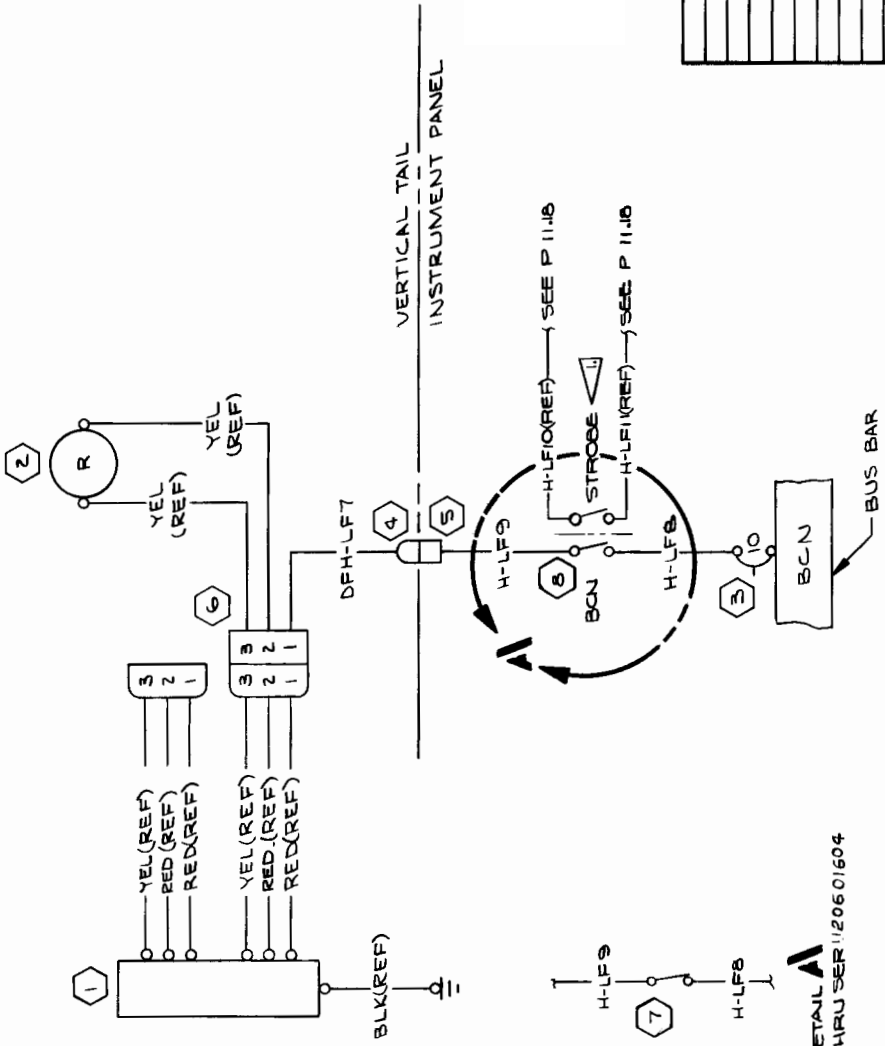 1
YEL(REF)
RED(REF)
RED(REF)
3
2
1
YEL(REF)
RED.(REF)
RED(REF)
BLK(REF)
3
2
1
3
2
1
6
2
R
YEL
(REF)
YEL
(REF)
DFH-LF7
4
5
VERTICAL TAIL
INSTRUMENT PANEL
H-LF9
8
BCN
H-LF8
H-LF10(REF)
SEE P 11.18
STROBE
1.
H-LF11(REF)
SEE P 11.18
A
3
10
BCN
BUS BAR
H-LF9
7
H-LF8
ETAIL A
HRU SER 1120601604